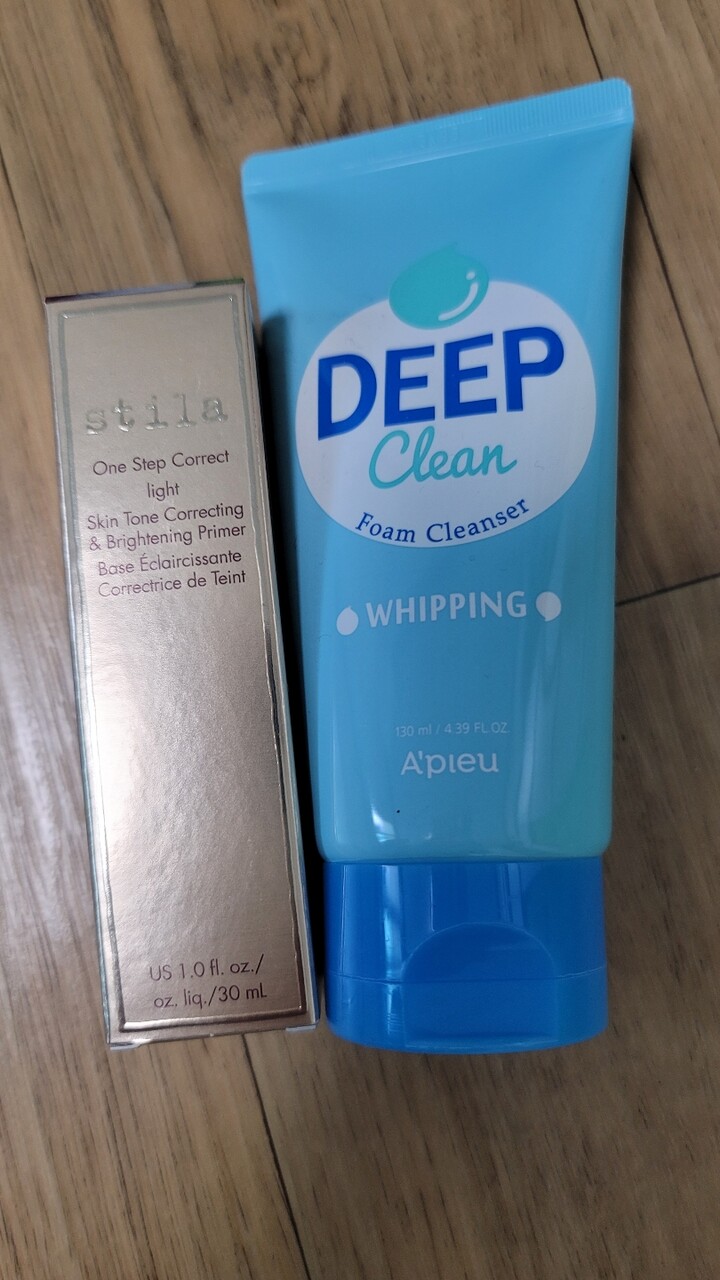 stila
One Step Correct
light
Skin Tone Correcting
& Brightening Primer
Base Éclaircissante
Correctrice de Teint
US 1.0 fl. oz./
oz. liq./30 mL
DEEP
Clean
Foam Cleanser
WHIPPING
130 ml / 4.39 FL.OZ.
A'PIEU